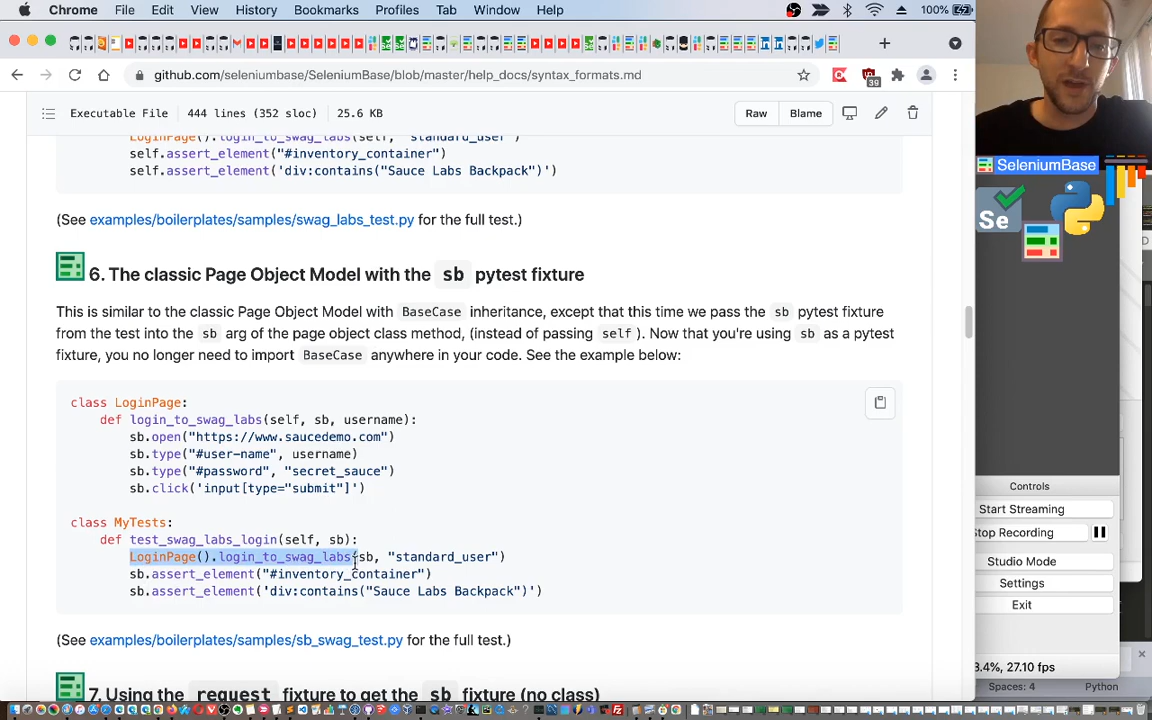 Chrome File Edit View History Bookmarks Profiles Tab Window Help 100%
github.com/seleniumbase/SeleniumBase/blob/master/help_docs/syntax_formats.md
39
Executable File 444 lines (352 sloc) 25.6 KB Raw Blame
LoginPage().login_to_swag_labs(self, "standard_user")
self.assert_element("#inventory_container")
self.assert_element('div:contains("Sauce Labs Backpack")')
(See examples/boilerplates/samples/swag_labs_test.py for the full test.)
6. The classic Page Object Model with the sb pytest fixture
This is similar to the classic Page Object Model with BaseCase inheritance, except that this time we pass the sb pytest fixture
from the test into the sb arg of the page object class method, (instead of passing self ). Now that you're using sb as a pytest
fixture, you no longer need to import BaseCase anywhere in your code. See the example below:
class LoginPage:
def login_to_swag_labs(self, sb, username):
sb.open("https://www.saucedemo.com")
sb.type("#user-name", username)
sb.type("#password", "secret_sauce")
sb.click('input[type="submit"]')
class MyTests:
def test_swag_labs_login(self, sb):
LoginPage().login_to_swag_labs(sb, "standard_user")
sb.assert_element("#inventory_container")
sb.assert_element('div:contains("Sauce Labs Backpack")')
(See examples/boilerplates/samples/sb_swag_test.py for the full test.)
7. Using the request fixture to get the sb fixture (no class)
SeleniumBase
Se
Controls
Start Streaming
Stop Recording
Studio Mode
Settings
Exit
3.4%, 27.10 fps
Spaces: 4 Python